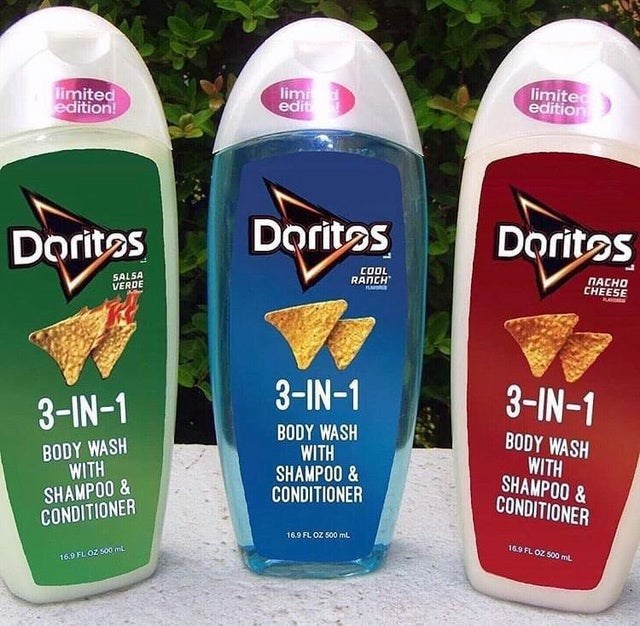 limited
edition!
Doritos
SALSA
VERDE
3-IN-1
BODY WASH
WITH
SHAMPOO &
CONDITIONER
16.9 FL OZ 500 mL
limited
edition
Doritos
COOL
RANCH
3-IN-1
BODY WASH
WITH
SHAMPOO &
CONDITIONER
16.9 FL OZ 500 mL
limited
edition
Doritos
NACHO
CHEESE
3-IN-1
BODY WASH
WITH
SHAMPOO &
CONDITIONER
16.9 FL OZ 500 mL